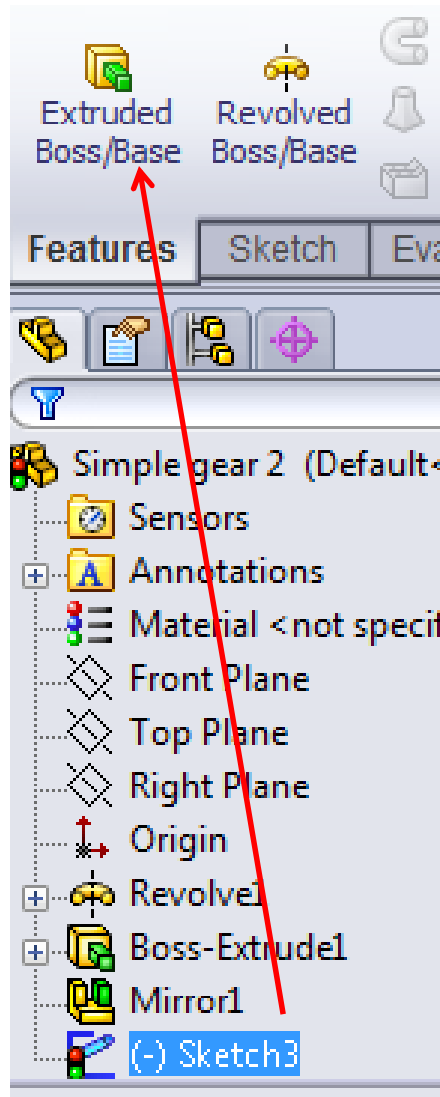 Extruded Boss/Base
Revolved Boss/Base
Features Sketch Eva
Simple gear 2 (Default<
Sensors
A Annotations
Material <not specif
Front Plane
Top Plane
Right Plane
Origin
Revolve1
Boss-Extrude1
Mirror1
(-) Sketch3